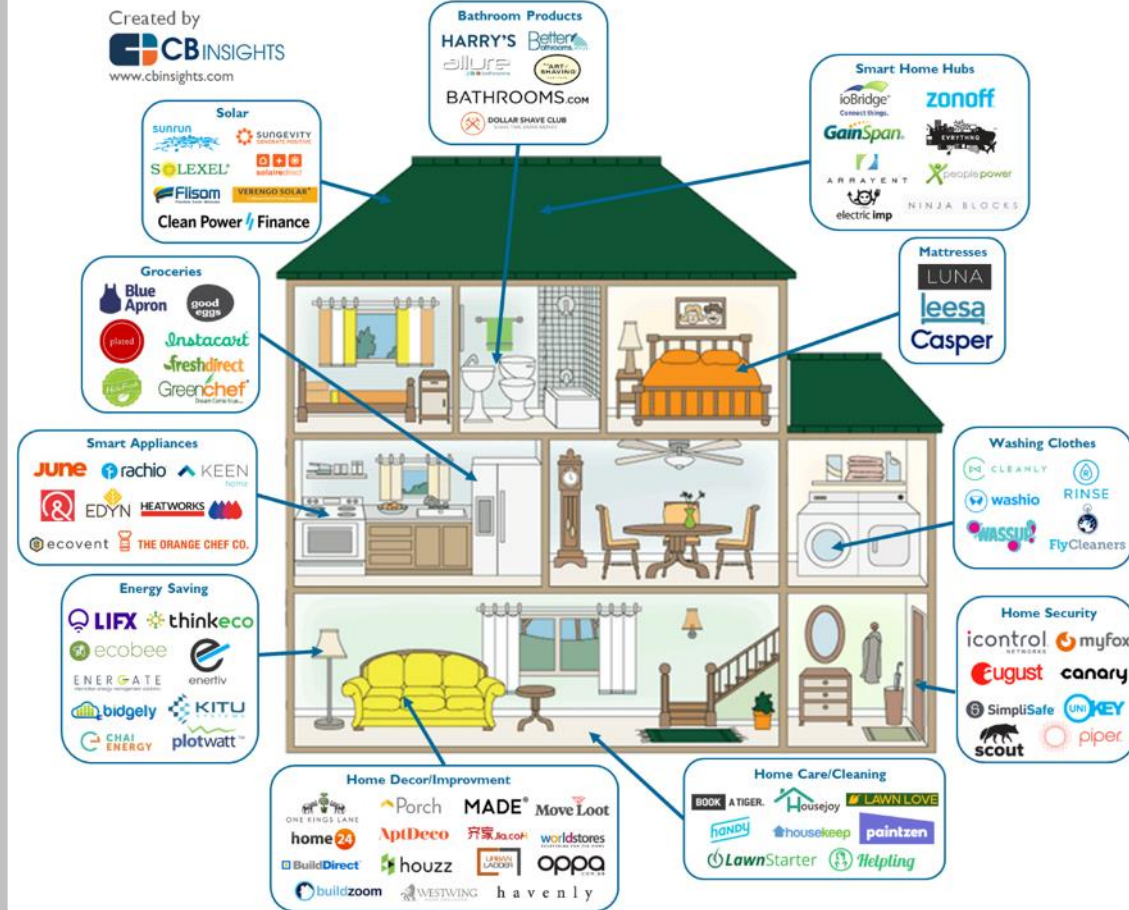 Created by
CBINSIGHTS
www.cbinsights.com
Bathroom Products
HARRY'S
Better Bathrooms
allure
bathrooms
THE ART OF SHAVING
BATHROOMS.COM
DOLLAR SHAVE CLUB
Smart Home Hubs
ioBridge
Connect things.
zonoff
GainSpan
EVRYTHNG
ARRAYENT
peoplepower
electric imp
NINJA BLOCKS
Solar
sunrun
SUNGEVITY
GENERATE POSITIVE
SOLEXEL
solairedirect
Flisom
VERENGO SOLAR
Clean Power Finance
Groceries
Blue Apron
good eggs
plated
Instacart
HelloFresh
freshdirect
Greenchef
Mattresses
LUNA
leesa
Casper
Smart Appliances
JUNE
rachio
KEEN
home
EDYN
HEATWORKS
ecovent
THE ORANGE CHEF CO.
Washing Clothes
CLEANLY
RINSE
washio
WASSUP
FlyCleaners
Energy Saving
LIFX
thinkeco
ecobee
enertiv
ENERGATE
bidgely
KITU
SYSTEMS
CHAI ENERGY
plotwatt
Home Security
icontrol
NETWORKS
myfox
august
canary
SimpliSafe
UNIKEY
scout
piper
Home Decor/Improvment
ONE KINGS LANE
Porch
MADE
Move Loot
home24
AptDeco
齐家 Jia.com
worldstores
BuildDirect
houzz
URBAN LADDER
oppa
buildzoom
WESTWING
havenly
Home Care/Cleaning
BOOK A TIGER.
Housejoy
LAWN LOVE
handy
housekeep
paintzen
LawnStarter
Helpling